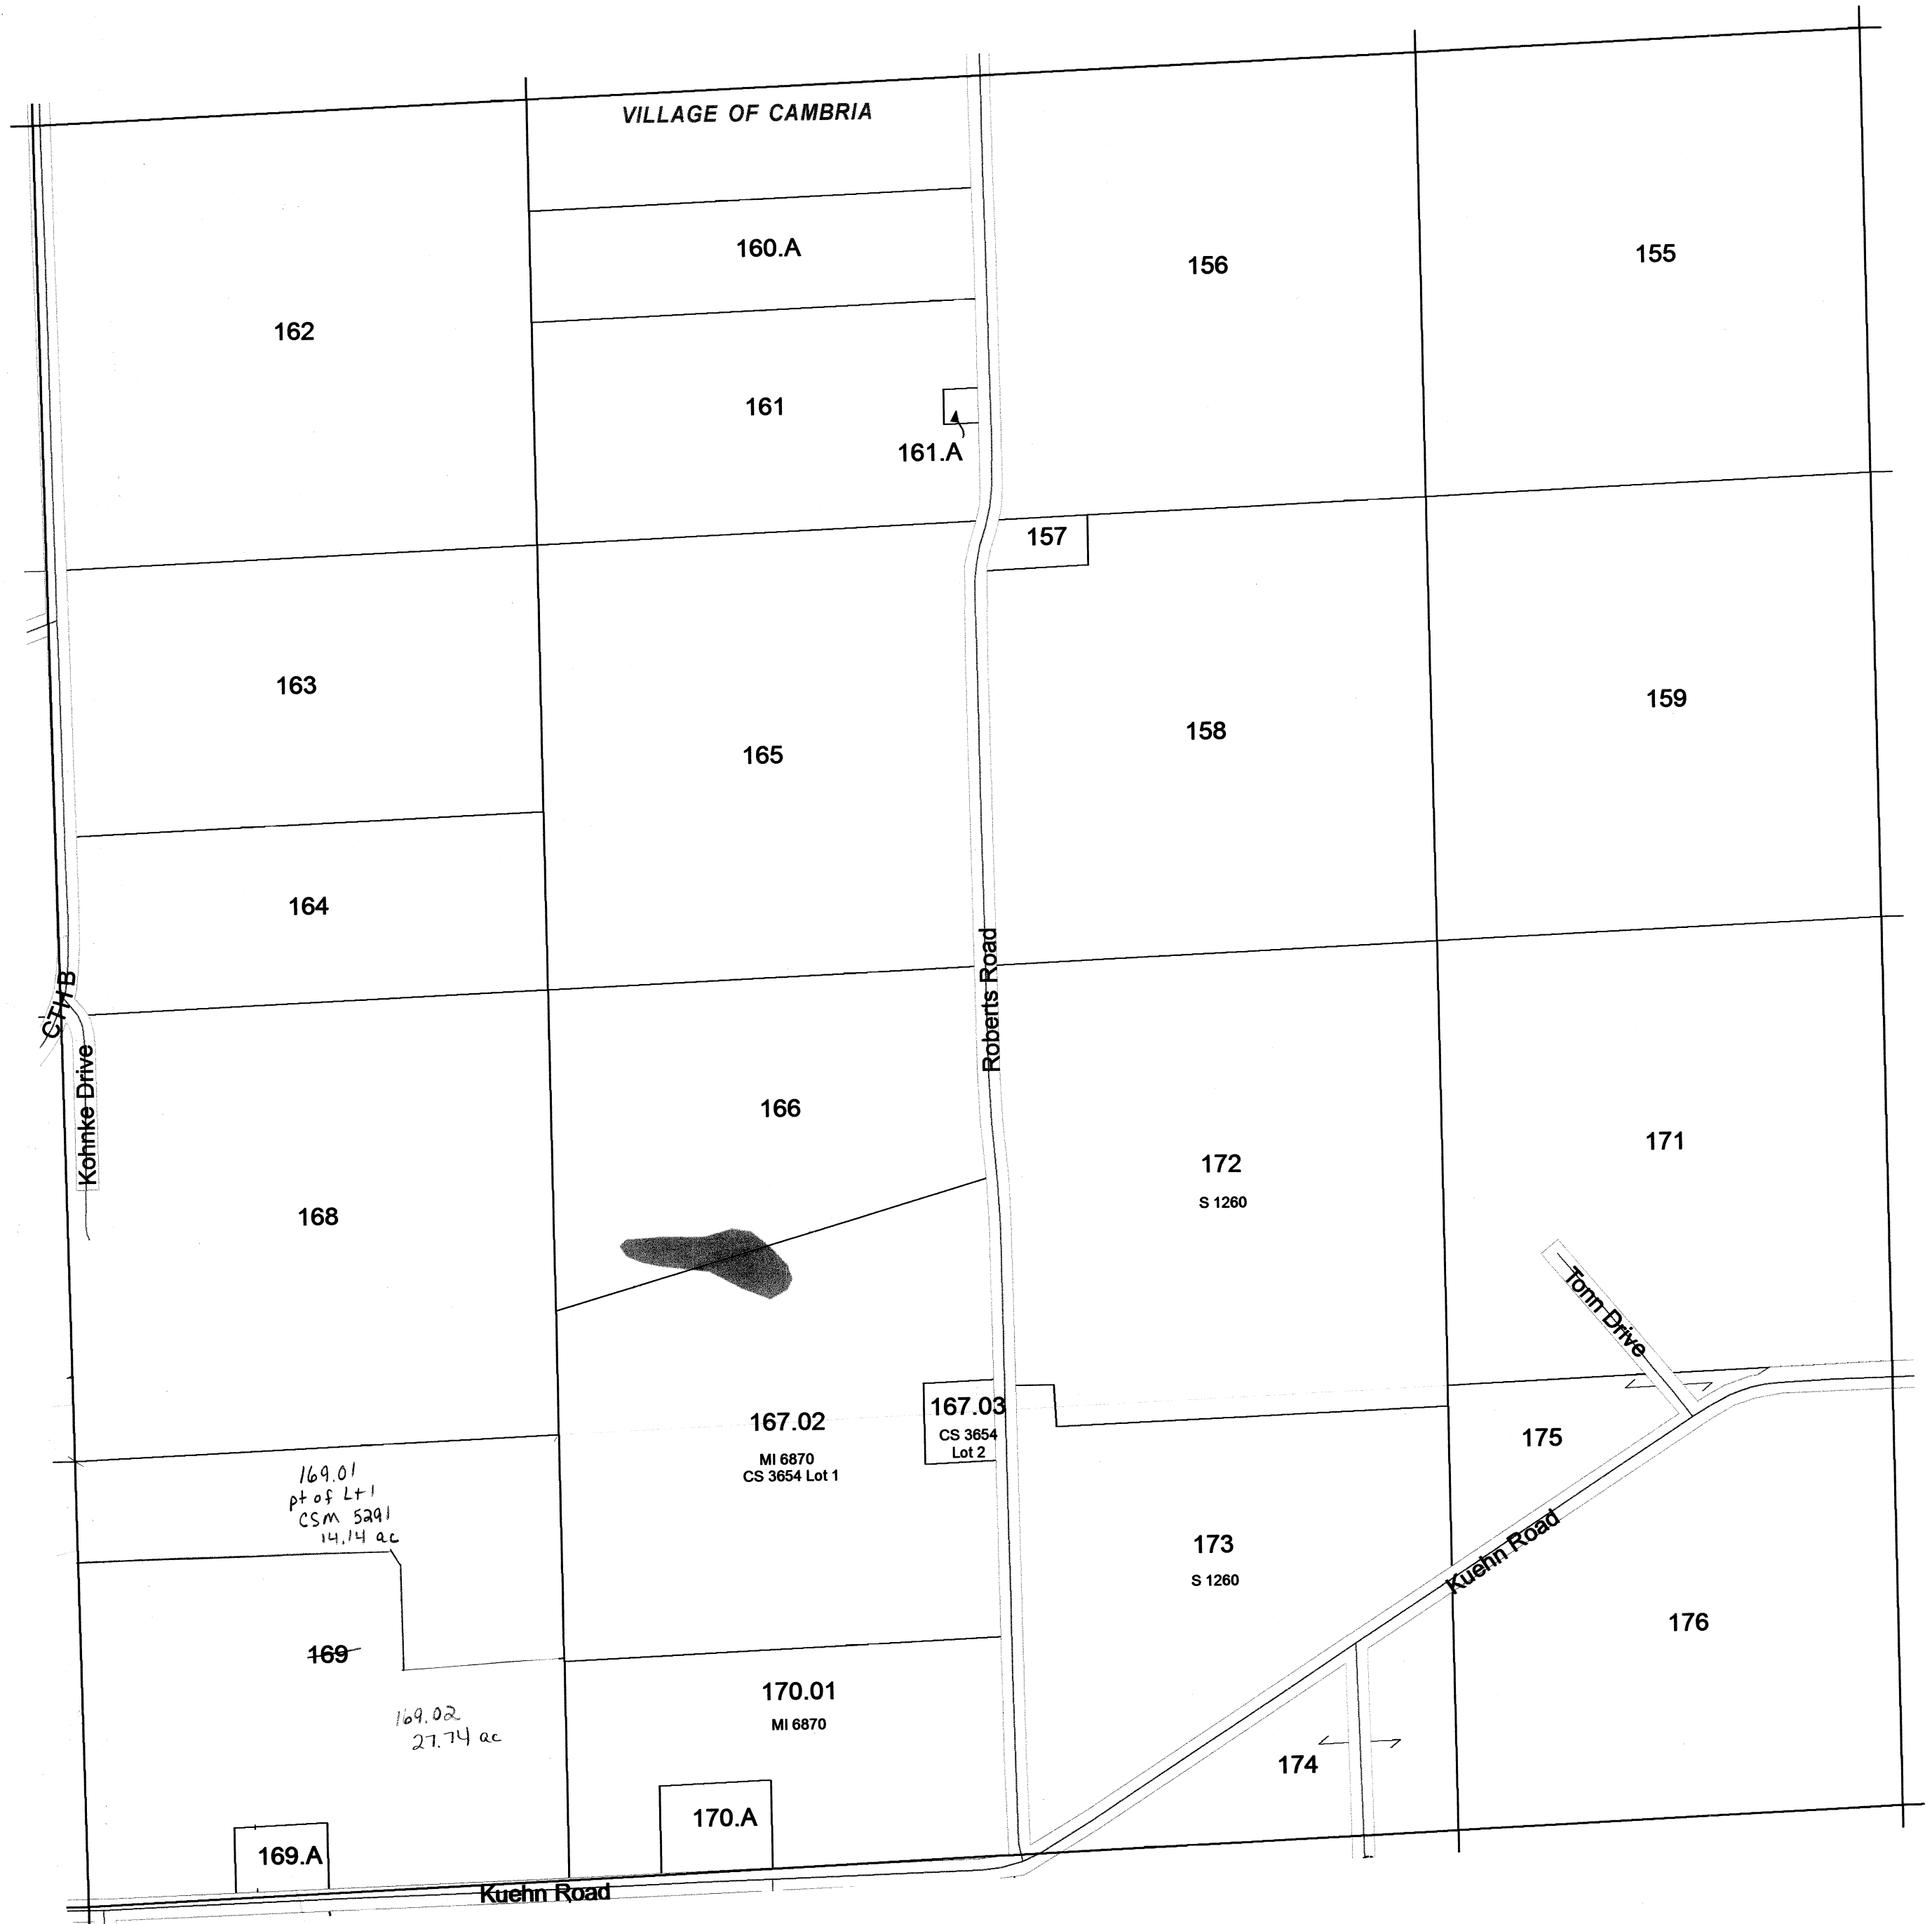 VILLAGE OF CAMBRIA
160.A
156
155
162
161
161.A
157
163
165
158
159
164
CTH B
Kohnke Drive
Roberts Road
166
172
S 1260
171
168
Tonn Drive
167.02
MI 6870
CS 3654 Lot 1
167.03
CS 3654
Lot 2
175
169.01
pt of Lt 1
CSM 5291
14.14 ac
173
S 1260
Kuehn Road
176
169
169.02
27.74 ac
170.01
MI 6870
174
170.A
169.A
Kuehn Road